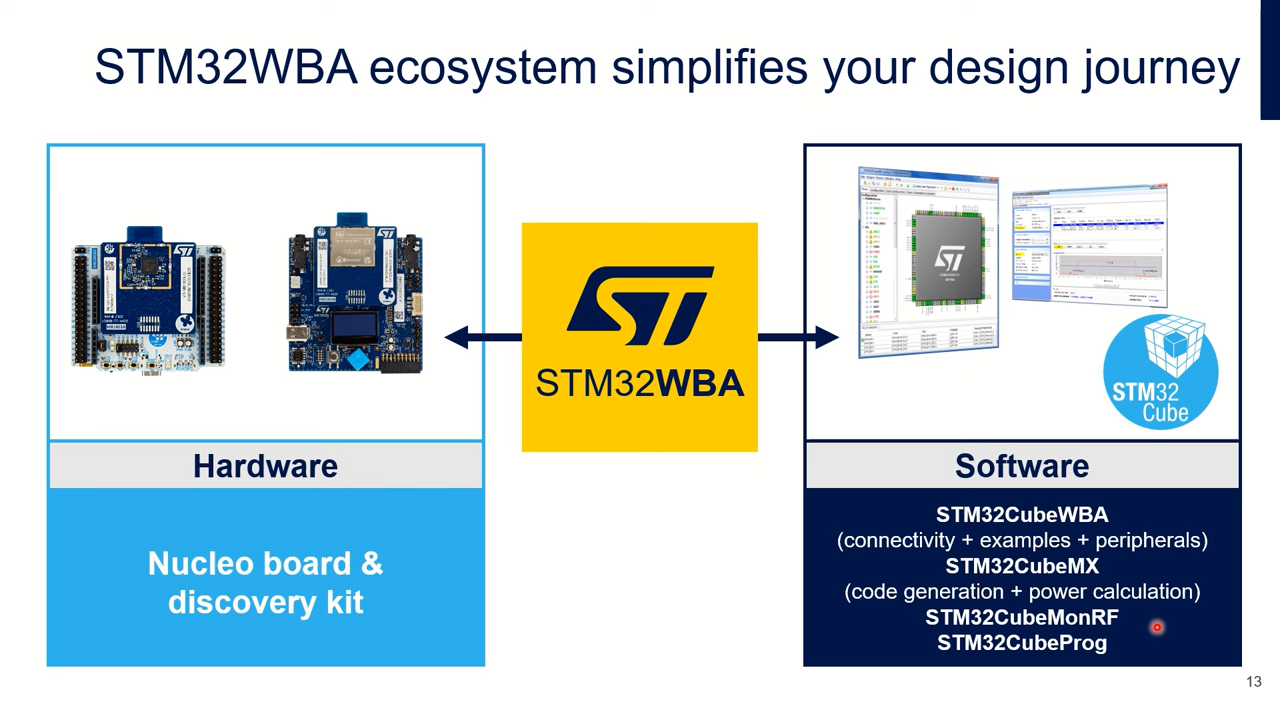 STM32WBA ecosystem simplifies your design journey
STM32WBA
STM32
Cube
Hardware
Software
Nucleo board &
discovery kit
STM32CubeWBA
(connectivity + examples + peripherals)
STM32CubeMX
(code generation + power calculation)
STM32CubeMonRF
STM32CubeProg
13